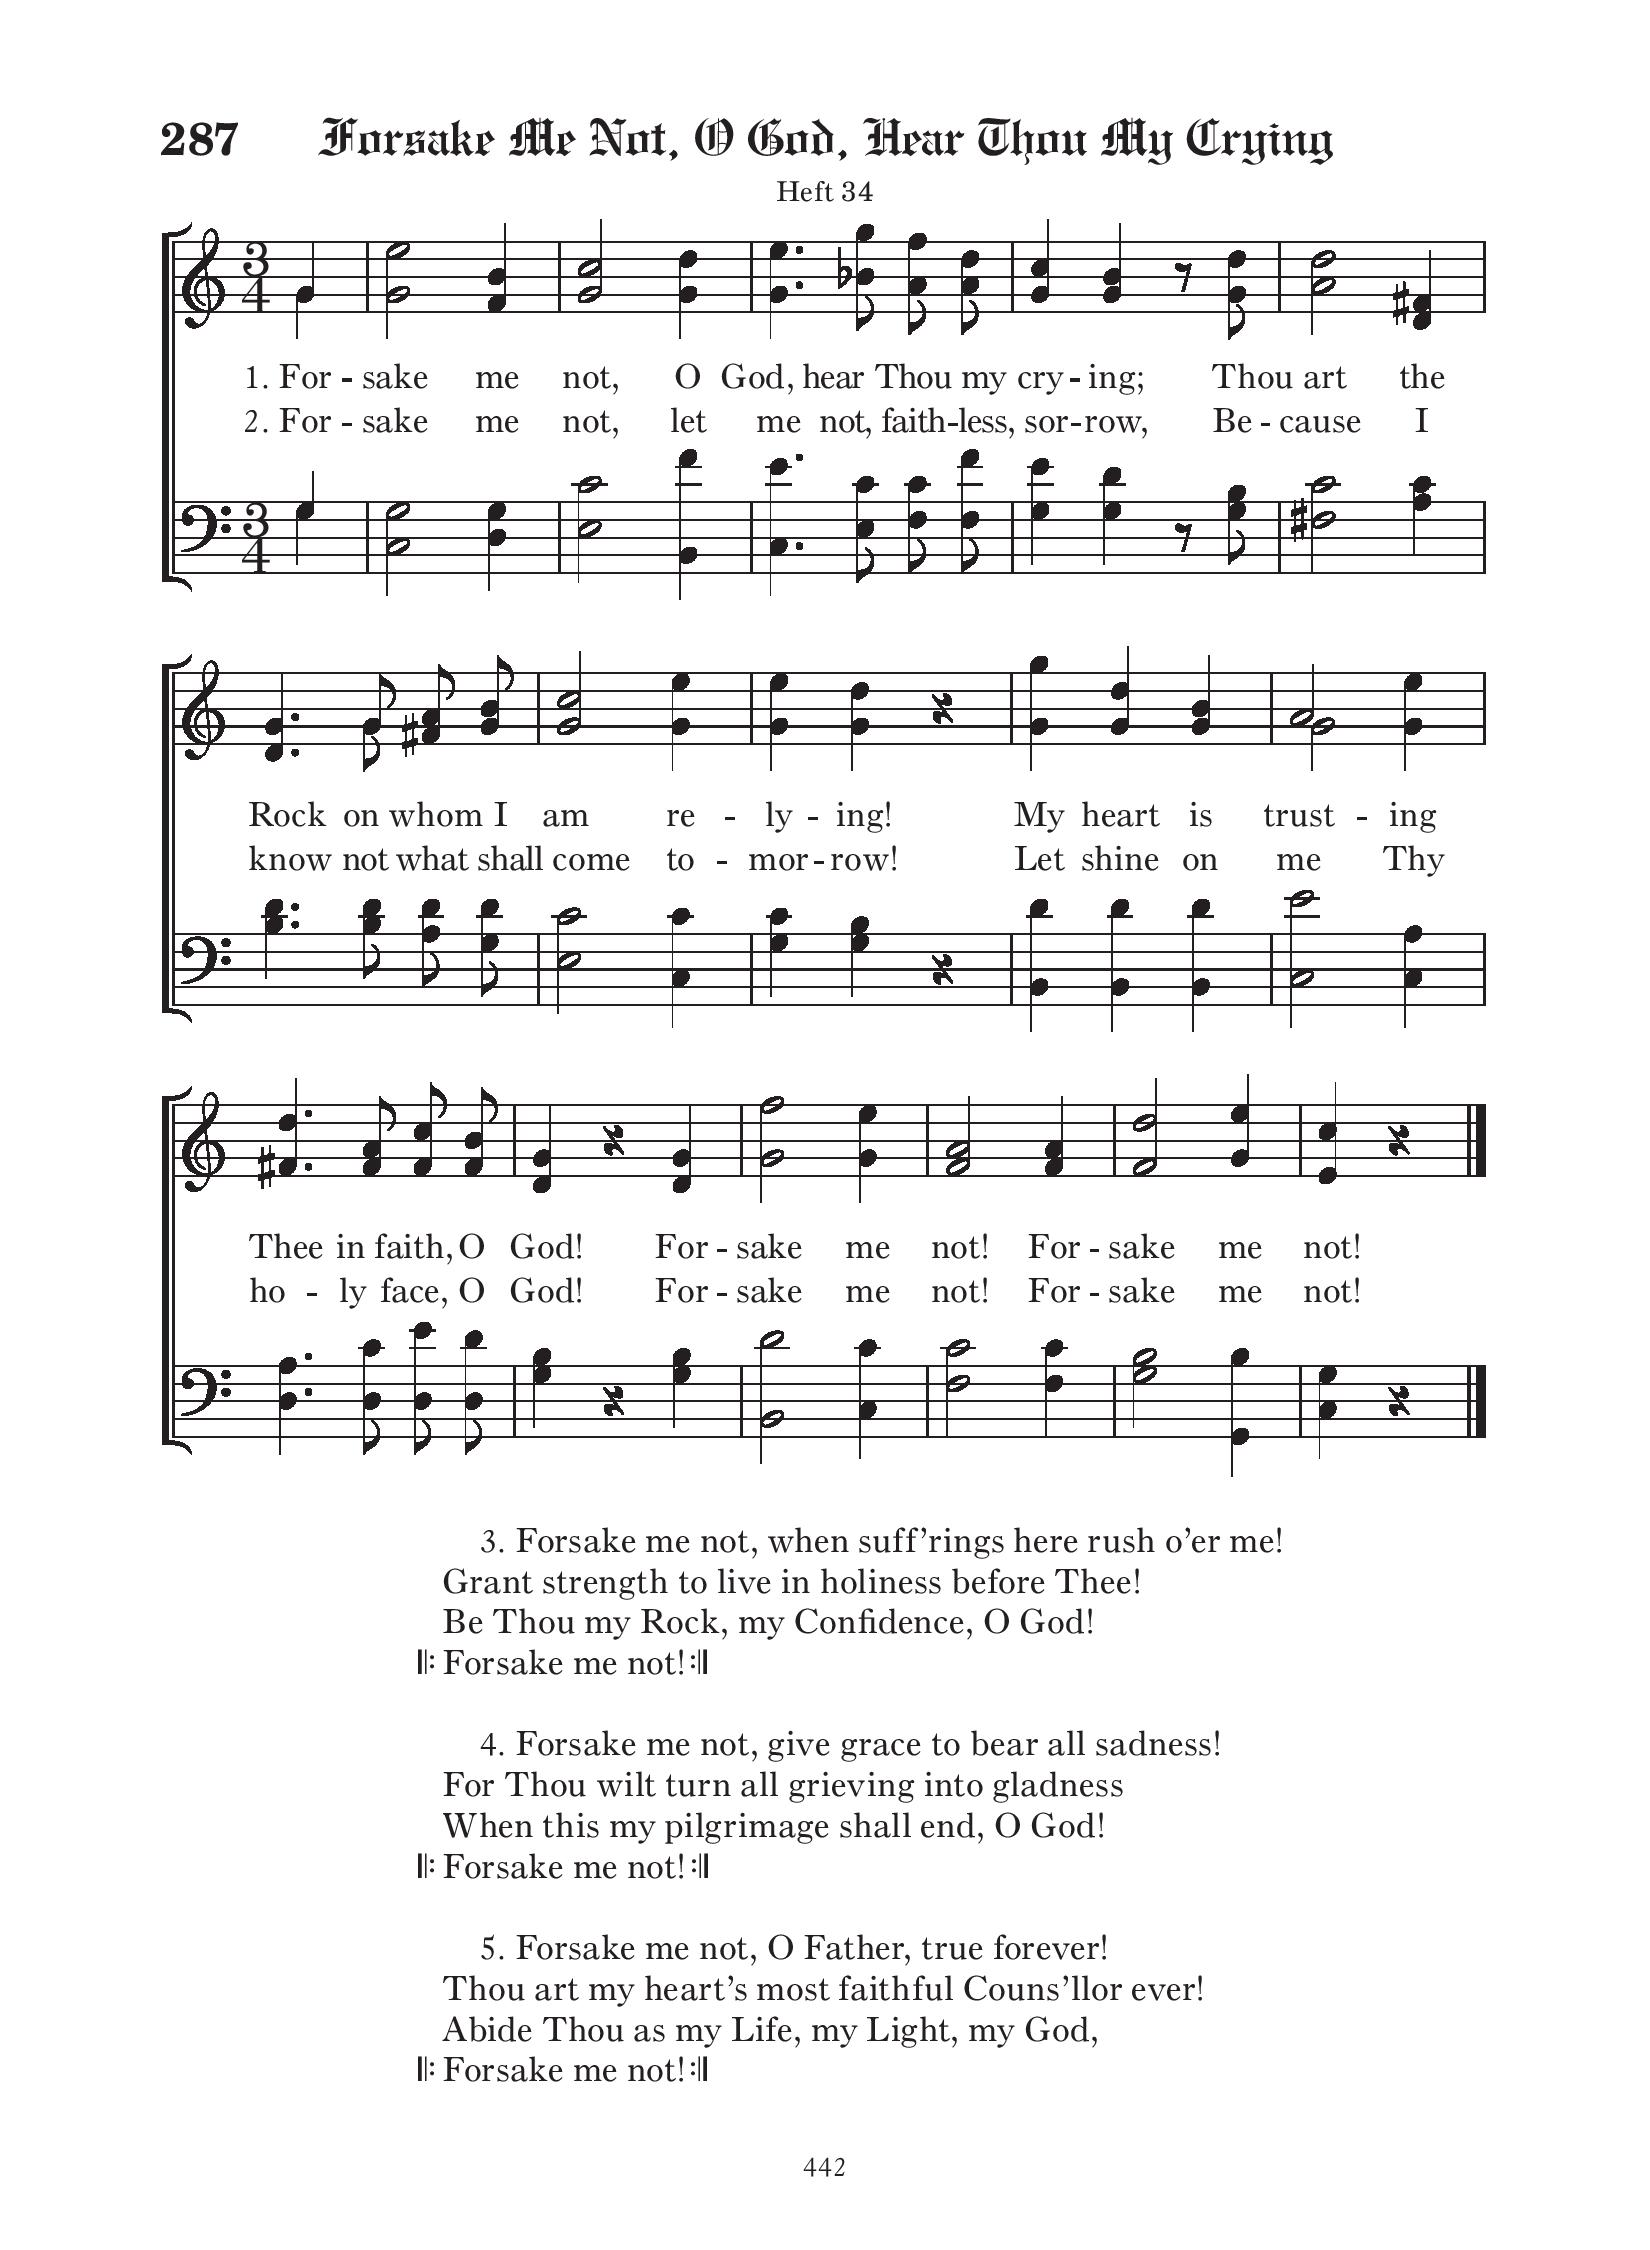 287 Forsake Me Not, O God, Hear Thou My Crying
Heft 34
1. For - sake me not, O God, hear Thou my cry - ing; Thou art the
2. For - sake me not, let me not, faith - less, sor - row, Be - cause I
Rock on whom I am re - ly - ing! My heart is trust - ing
know not what shall come to - mor - row! Let shine on me Thy
Thee in faith, O God! For - sake me not! For - sake me not!
ho - ly face, O God! For - sake me not! For - sake me not!
3. Forsake me not, when suff’rings here rush o’er me!
Grant strength to live in holiness before Thee!
Be Thou my Rock, my Confidence, O God!
𝄆 Forsake me not! 𝄇
4. Forsake me not, give grace to bear all sadness!
For Thou wilt turn all grieving into gladness
When this my pilgrimage shall end, O God!
𝄆 Forsake me not! 𝄇
5. Forsake me not, O Father, true forever!
Thou art my heart’s most faithful Couns’llor ever!
Abide Thou as my Life, my Light, my God,
𝄆 Forsake me not! 𝄇
442